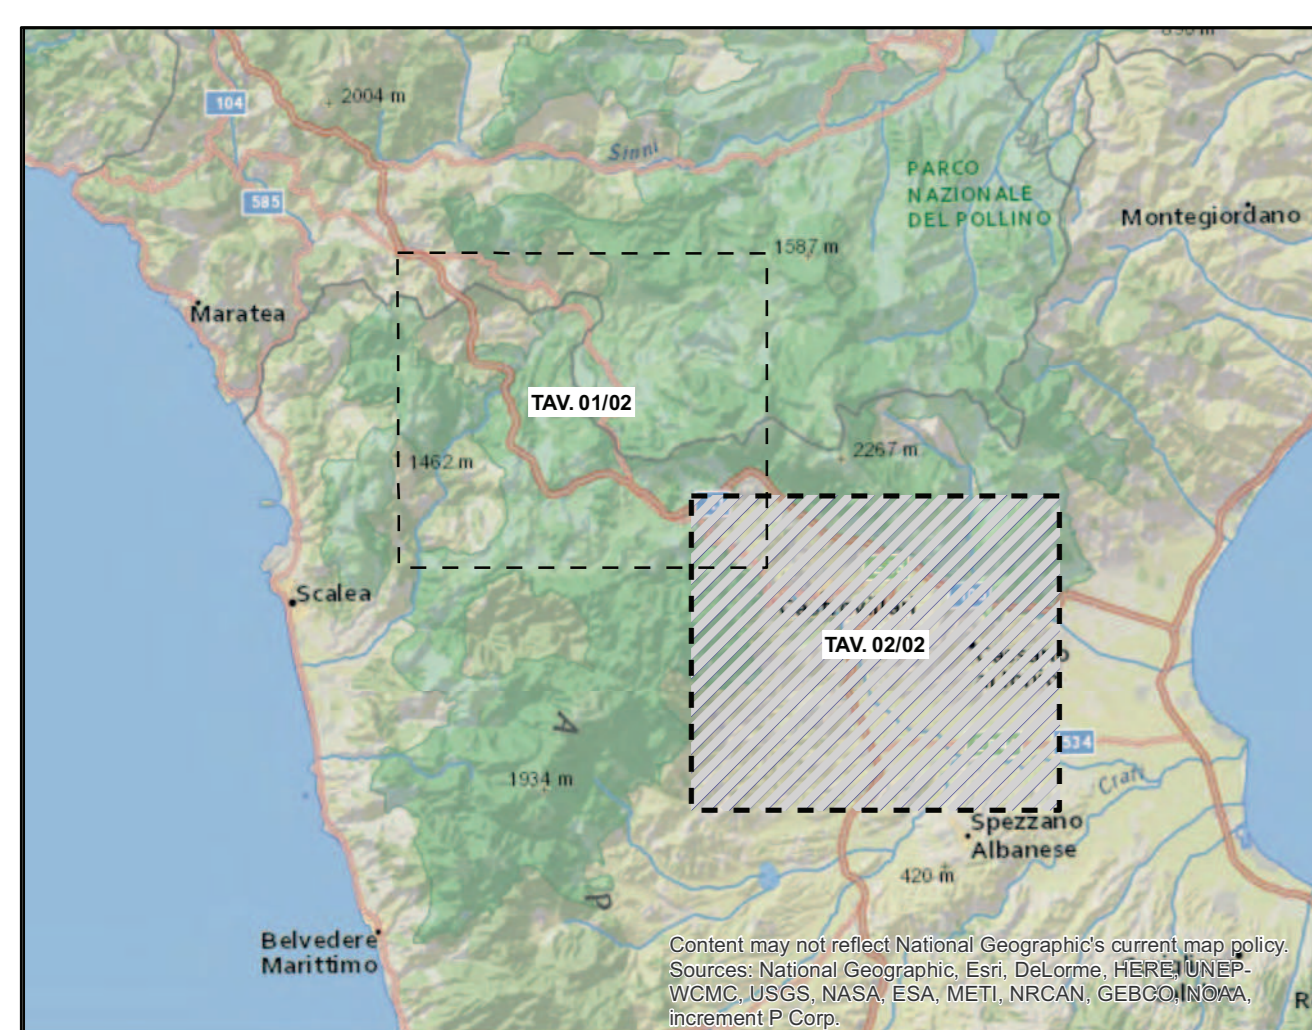 104
2004 m
Sinni
585
PARCO
NAZIONALE
DEL POLLINO
Montegiordano
1587 m
Maratea
TAV. 01/02
2267 m
1462 m
Scalea
TAV. 02/02
A
534
1934 m
Crati
Spezzano
Albanese
420 m
P
Belvedere
Marittimo
Content may not reflect National Geographic's current map policy.
Sources: National Geographic, Esri, DeLorme, HERE, UNEP-
WCMC, USGS, NASA, ESA, METI, NRCAN, GEBCO, NOAA,
increment P Corp.
R